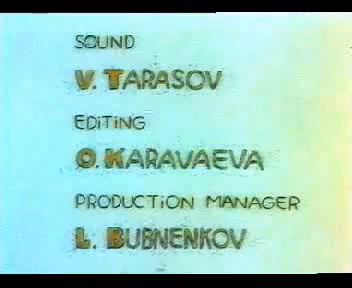 SOUND
V. TARASOV
EDiTiNG
O. KARAVAEVA
PRODUCTiON MANAGER
L. BUBNENKOV